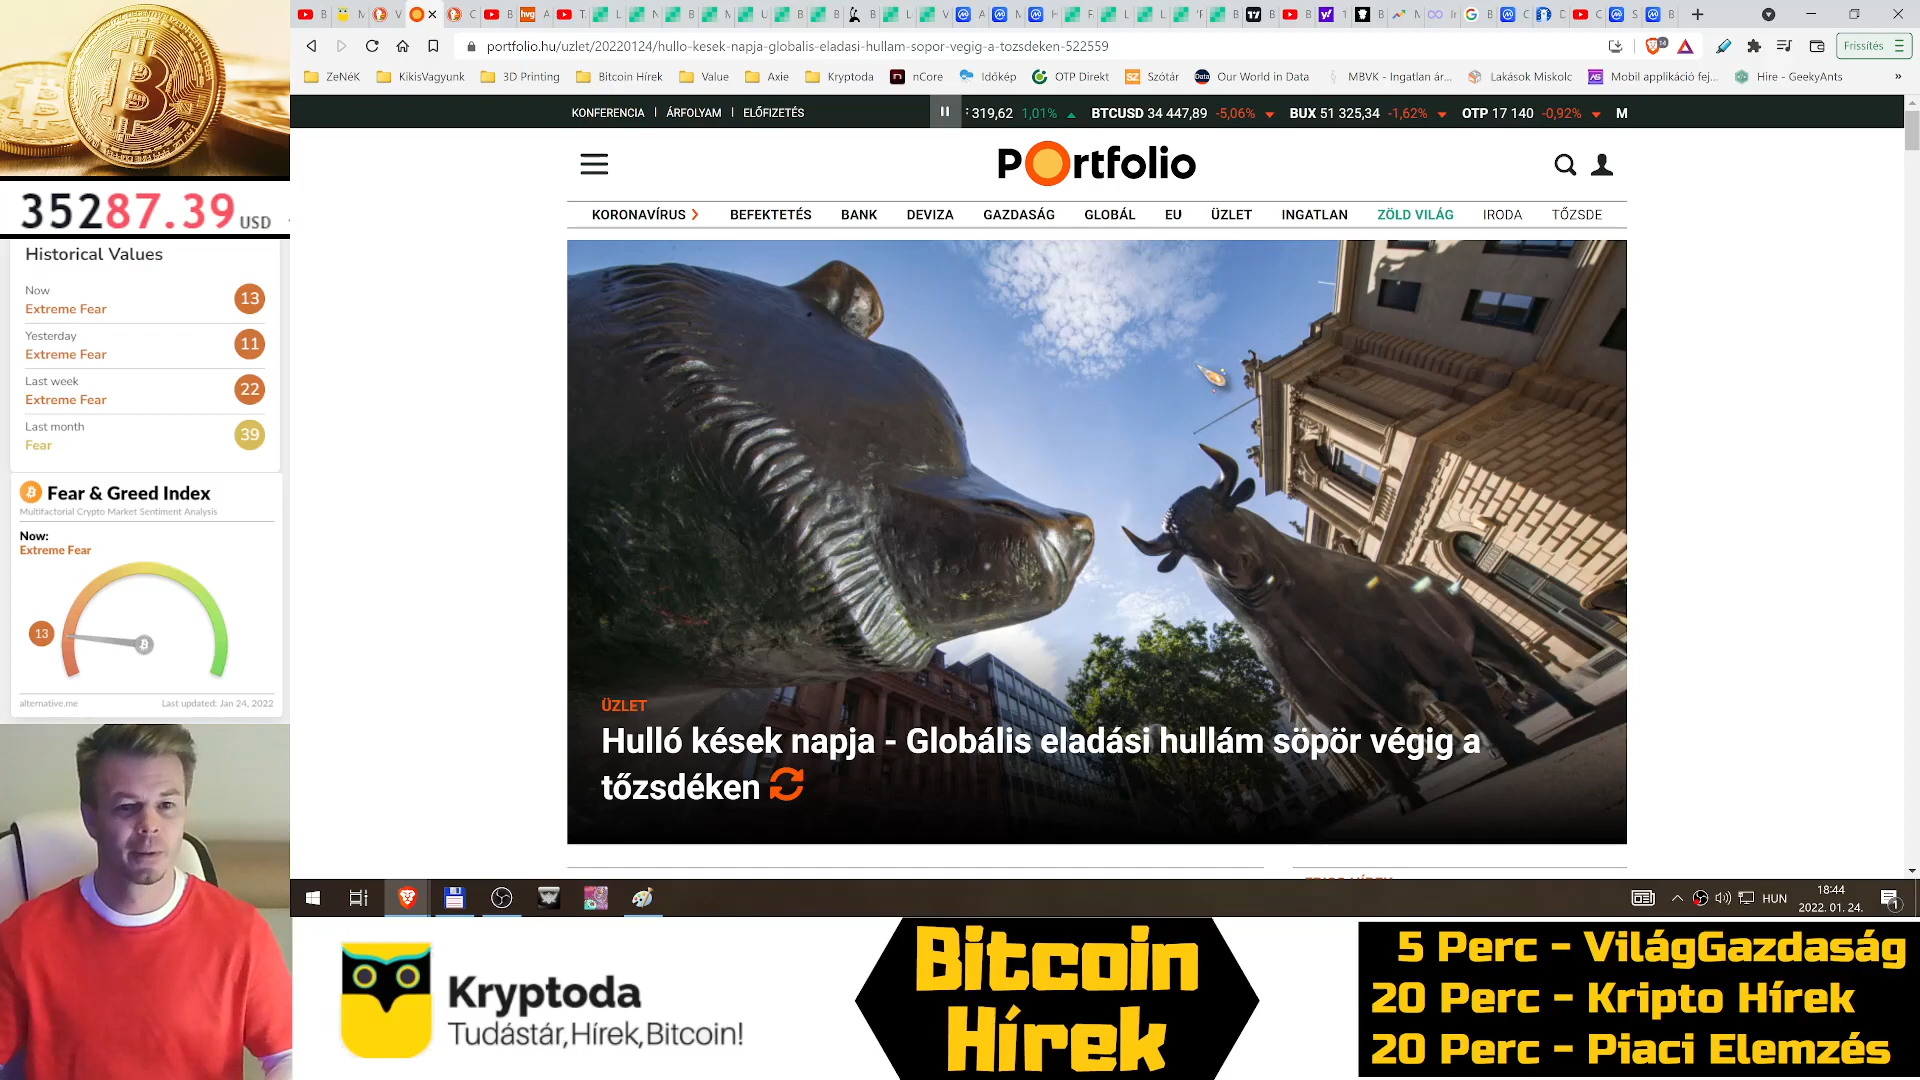 portfolio.hu/uzlet/20220124/hullo-kesek-napja-globalis-eladasi-hullam-sopor-vegig-a-tozsdeken-522559
Frissítés
ZeNéK
KikisVagyunk
3D Printing
Bitcoin Hírek
Value
Axie
Kryptoda
nCore
Időkép
OTP Direkt
Szótár
Our World in Data
MBVK - Ingatlan ár...
Lakások Miskolc
Mobil applikáció fej...
Hire - GeekyAnts
KONFERENCIA | ÁRFOLYAM | ELŐFIZETÉS
319,62 1,01% BTCUSD 34 447,89 -5,06% BUX 51 325,34 -1,62% OTP 17 140 -0,92% M
Portfolio
KORONAVÍRUS BEFEKTETÉS BANK DEVIZA GAZDASÁG GLOBÁL EU ÜZLET INGATLAN ZÖLD VILÁG IRODA TŐZSDE
35287.39 USD
Historical Values
Now
Extreme Fear
13
Yesterday
Extreme Fear
11
Last week
Extreme Fear
22
Last month
Fear
39
Fear & Greed Index
Multifactorial Crypto Market Sentiment Analysis
Now:
Extreme Fear
13
alternative.me
Last updated: Jan 24, 2022
ÜZLET
Hulló kések napja - Globális eladási hullám söpör végig a
tőzsdéken
HUN
18:44
2022. 01. 24.
Kryptoda
Tudástár,Hírek,Bitcoin!
Bitcoin
Hírek
5 Perc - VilágGazdaság
20 Perc - Kripto Hírek
20 Perc - Piaci Elemzés